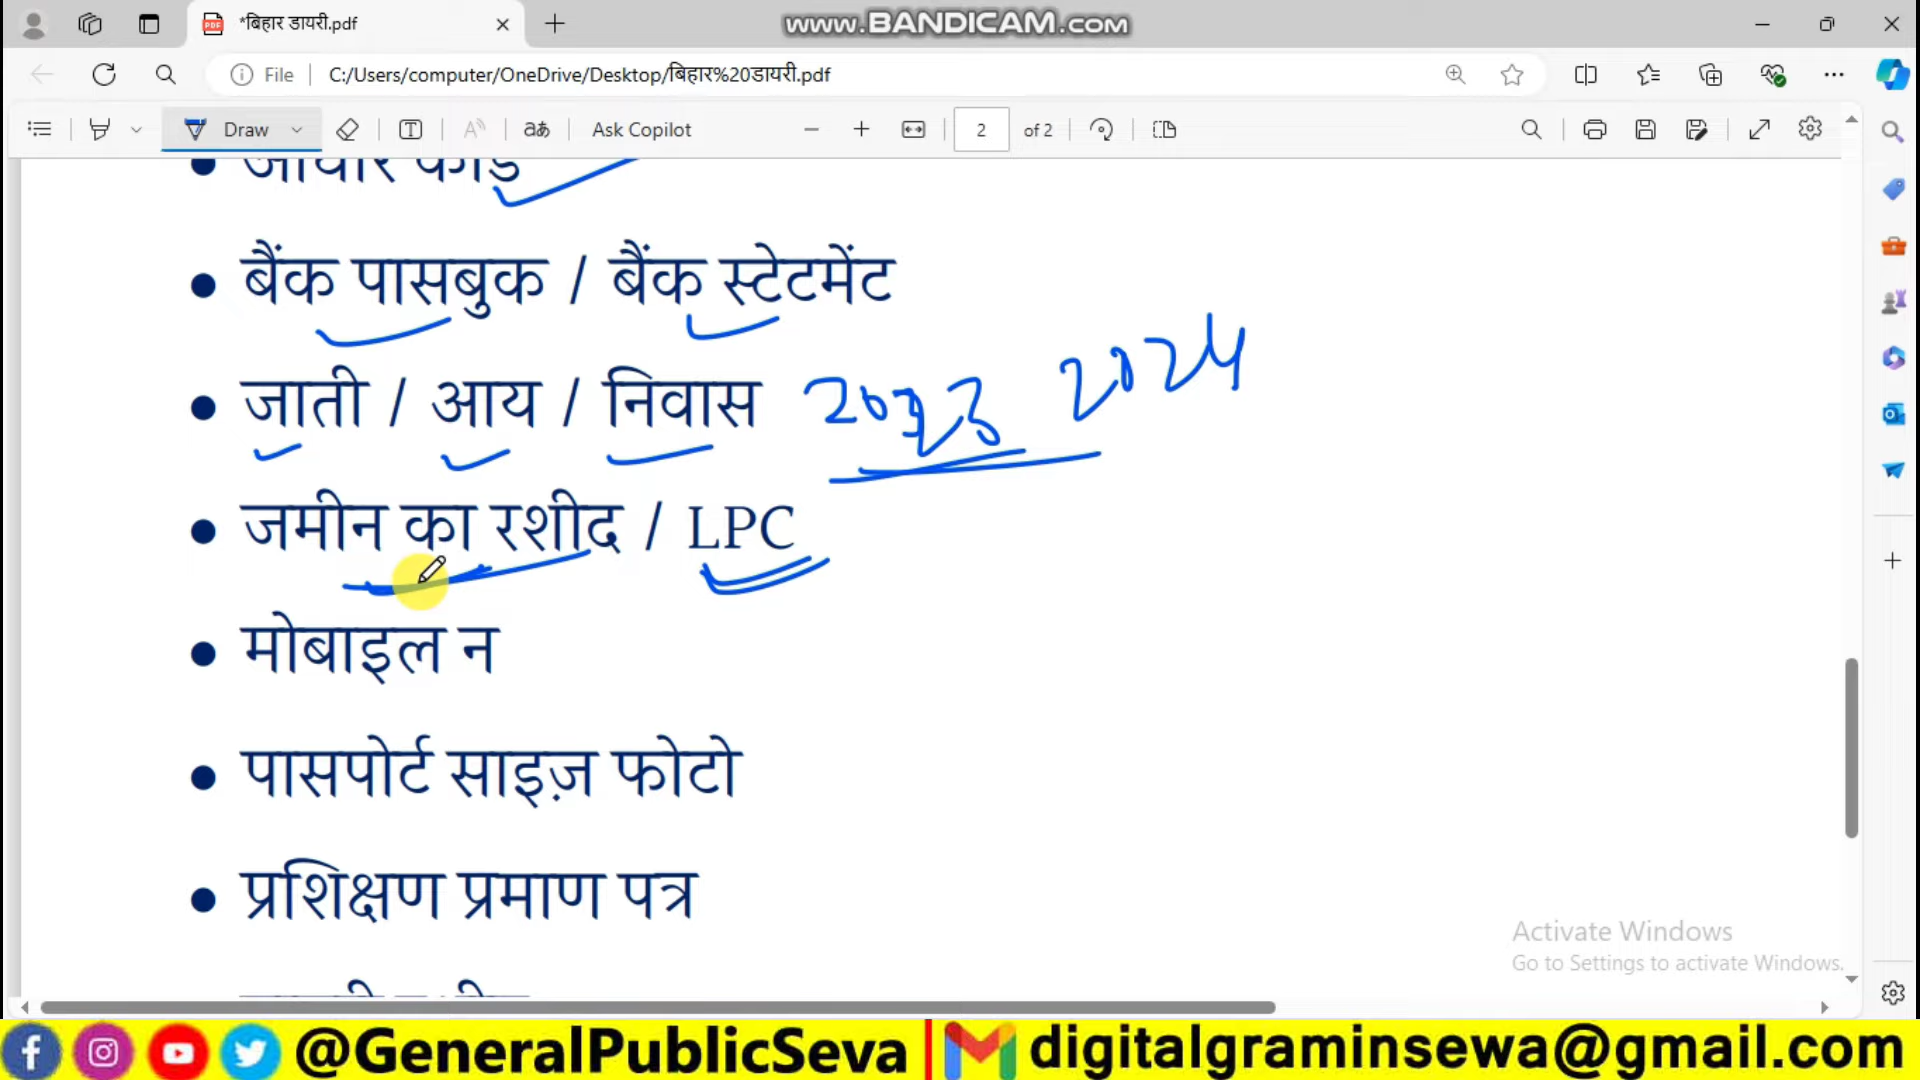 *बिहार डायरी.pdf
www.BANDICAM.com
File C:/Users/computer/OneDrive/Desktop/बिहार%20डायरी.pdf
Draw Ask Copilot 2 of 2
आधार कार्ड
• बैंक पासबुक / बैंक स्टेटमेंट
• जाती / आय / निवास 2023 2024
• जमीन का रशीद / LPC
• मोबाइल न
• पासपोर्ट साइज़ फोटो
• प्रशिक्षण प्रमाण पत्र
Activate Windows
Go to Settings to activate Windows.
@GeneralPublicSeva digitalgraminsewa@gmail.com